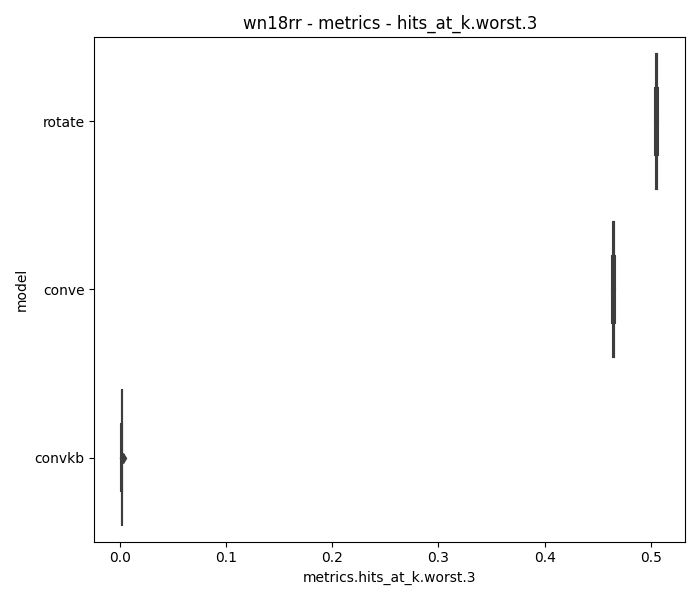 wn18rr - metrics - hits_at_k.worst.3
rotate
conve
convkb
model
0.0 0.1 0.2 0.3 0.4 0.5
metrics.hits_at_k.worst.3